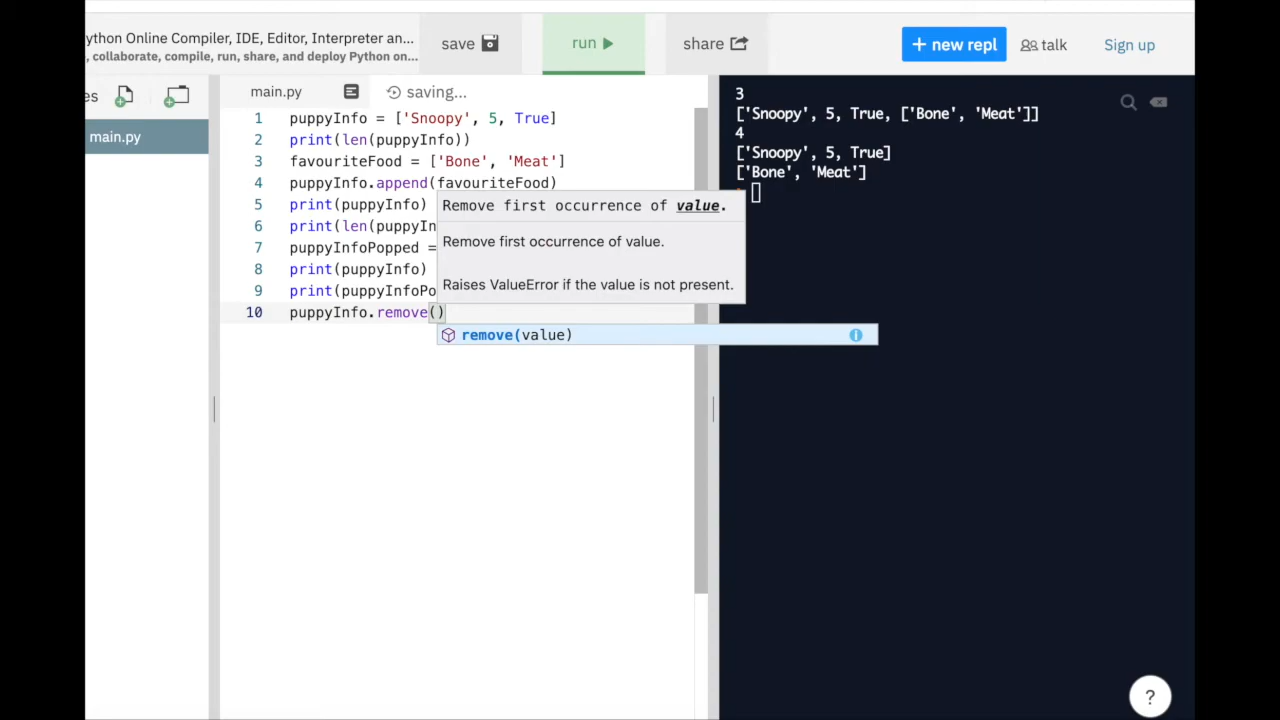 ython Online Compiler, IDE, Editor, Interpreter an...
, collaborate, compile, run, share, and deploy Python on...
save
run
share
+ new repl
talk
Sign up
es
main.py
main.py
saving...
1 puppyInfo = ['Snoopy', 5, True]
2 print(len(puppyInfo))
3 favouriteFood = ['Bone', 'Meat']
4 puppyInfo.append(favouriteFood)
5 print(puppyInfo)
6 print(len(puppyIn
7 puppyInfoPopped =
8 print(puppyInfo)
9 print(puppyInfoPo
10 puppyInfo.remove()
Remove first occurrence of value.
Remove first occurrence of value.
Raises ValueError if the value is not present.
remove(value)
3
['Snoopy', 5, True, ['Bone', 'Meat']]
4
['Snoopy', 5, True]
['Bone', 'Meat']
?